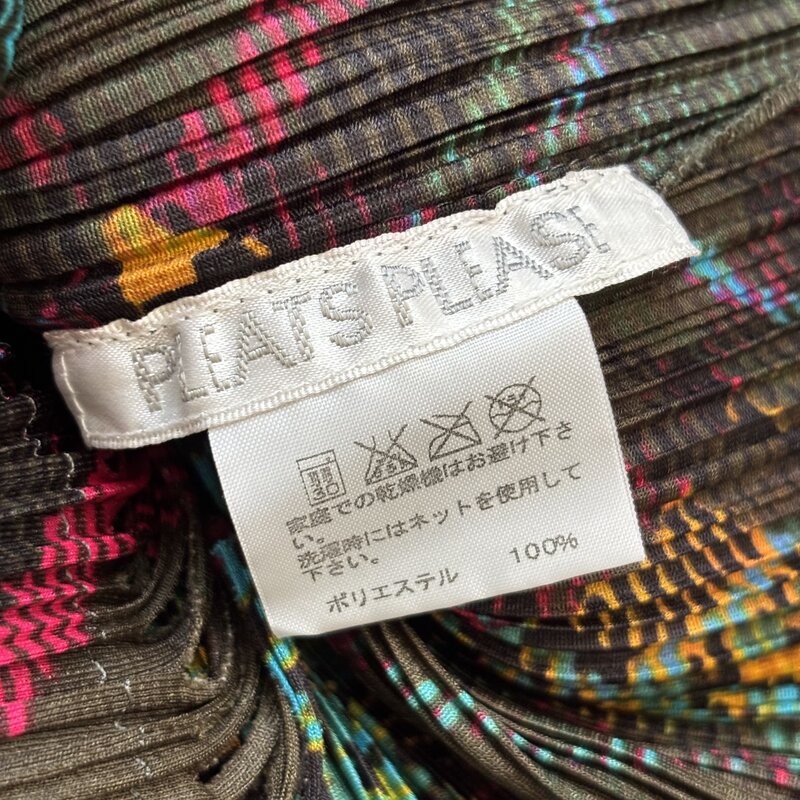 PLEATS PLEASE
家庭での乾燥機はお避け下さ
い。
洗濯時にはネットを使用して
下さい。
ポリエステル 100%